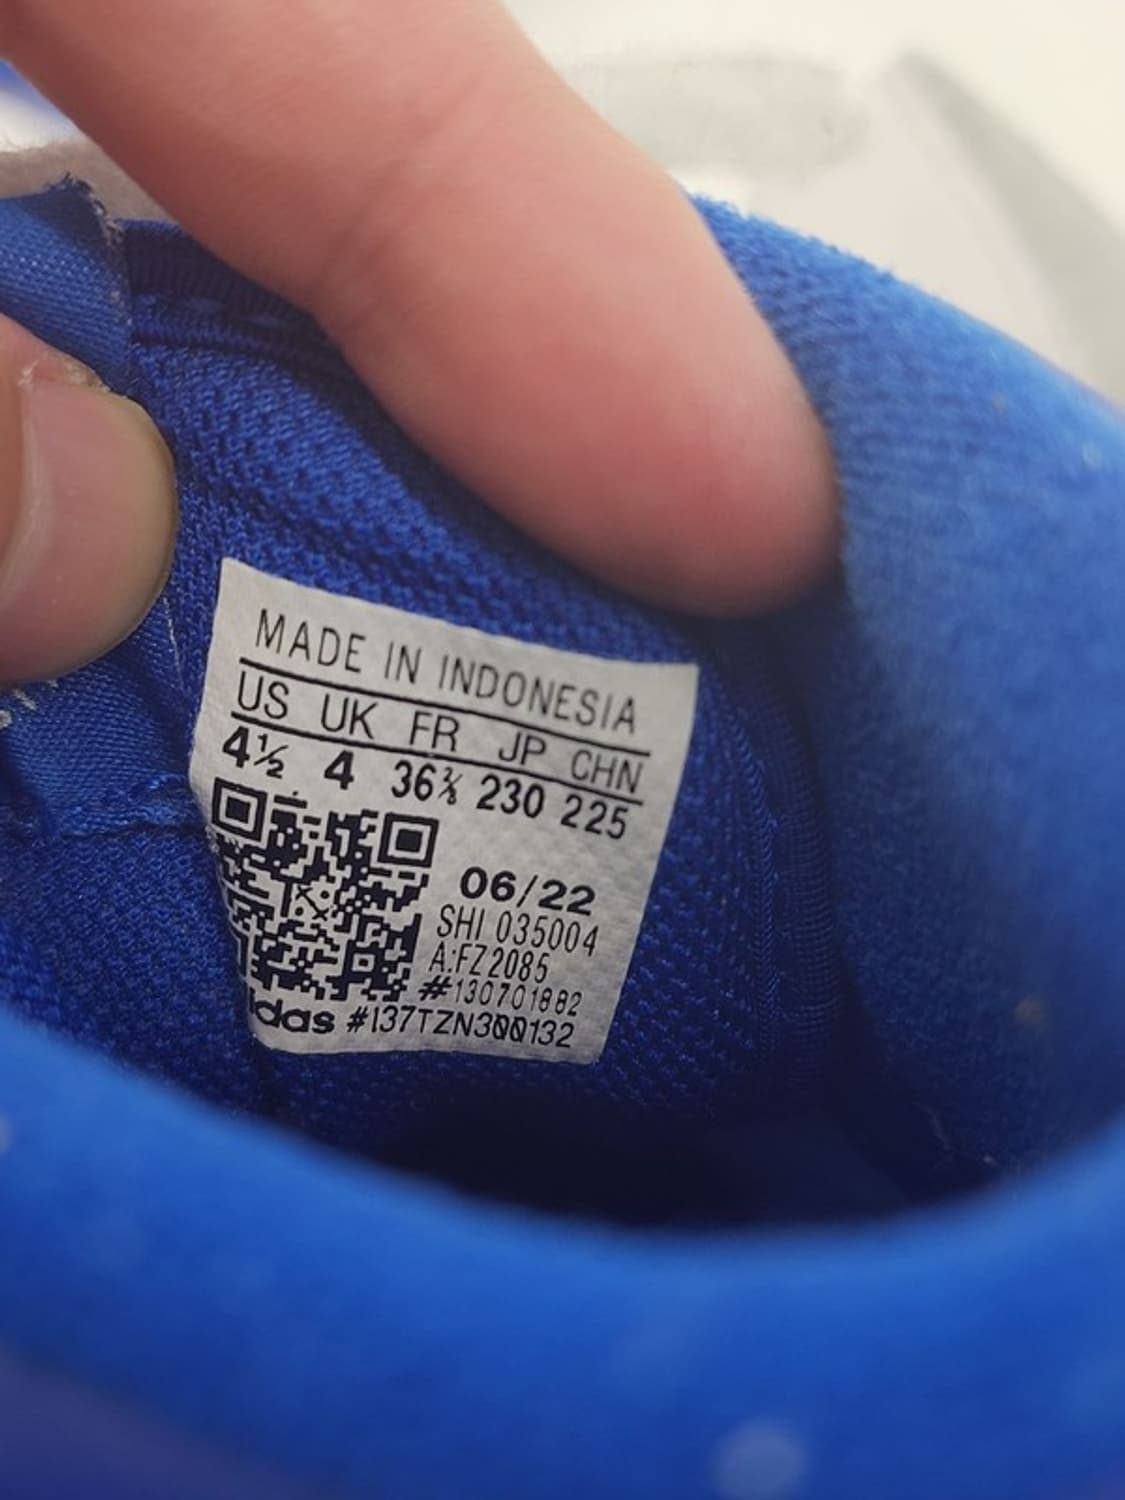 MADE IN INDONESIA
US UK FR JP CHN
4½ 4 36⅔ 230 225
06/22
SHI 035004
A:FZ2085
#130701882
idas #137TZN300132